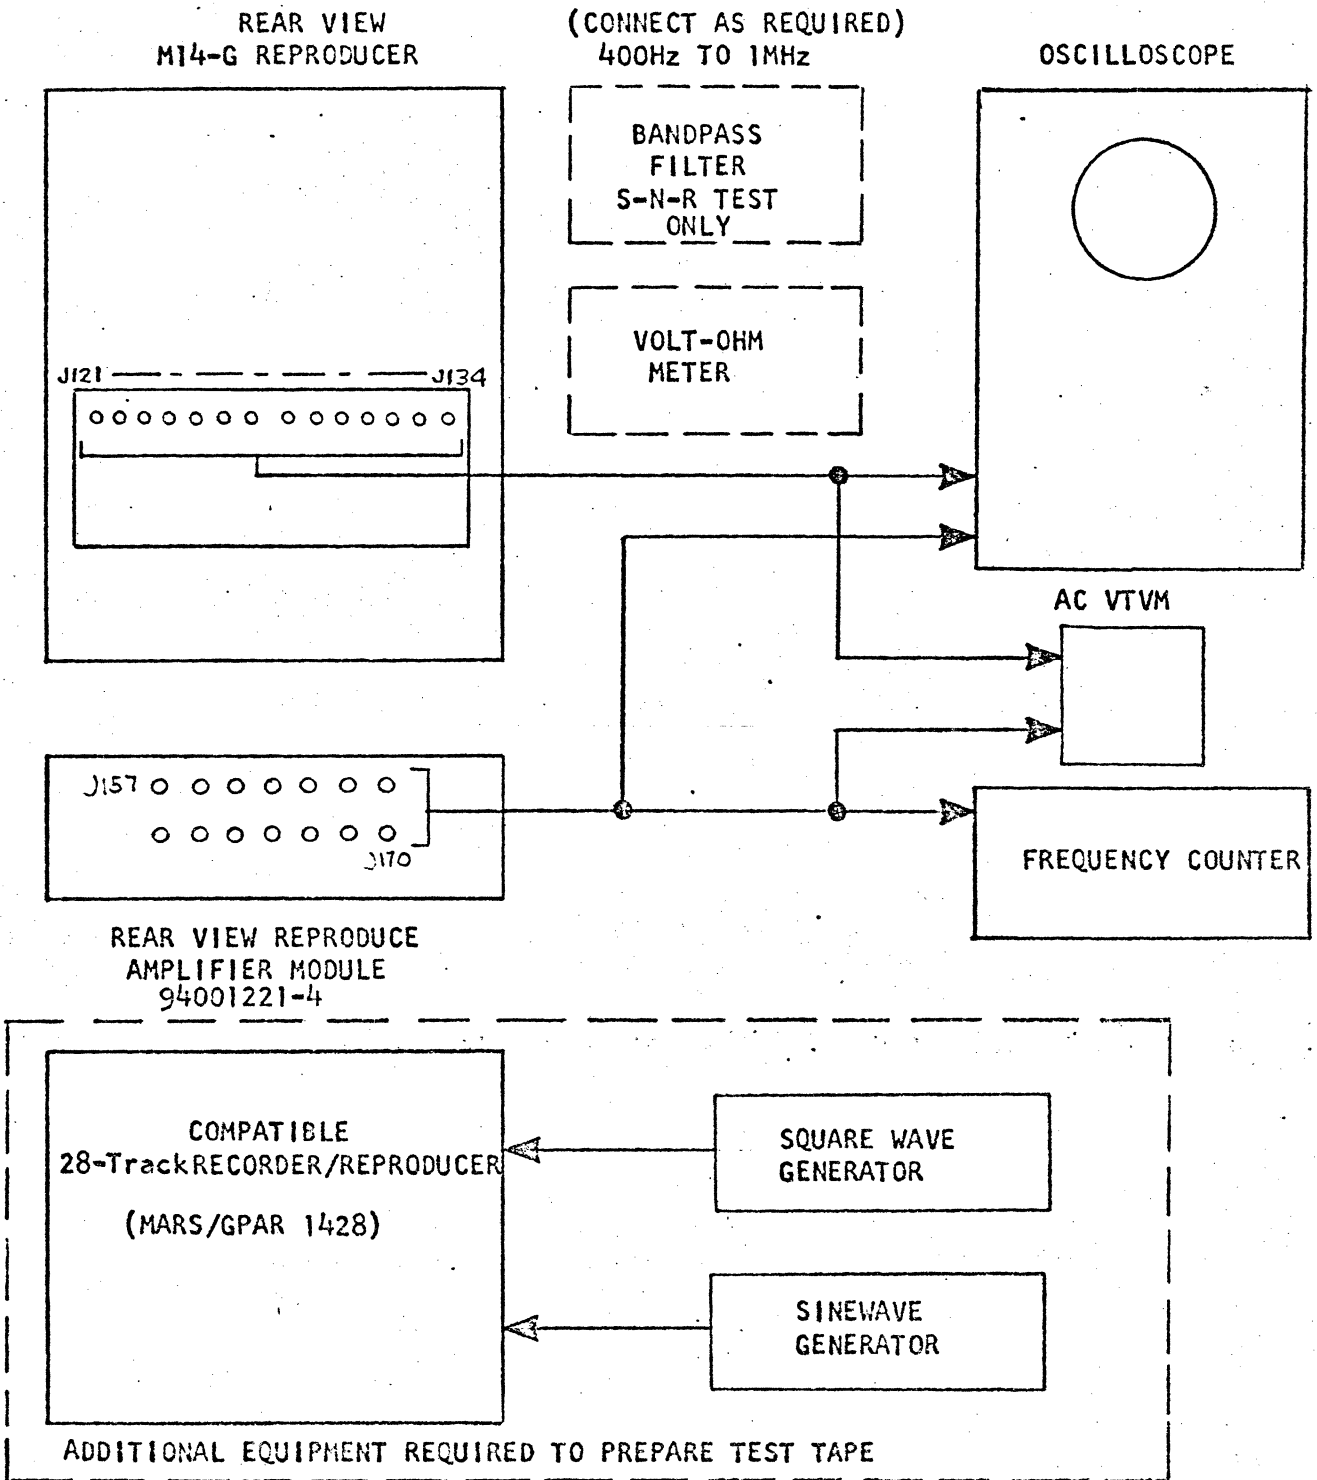 REAR VIEW
M14-G REPRODUCER
(CONNECT AS REQUIRED)
400Hz TO 1MHz
OSCILLOSCOPE
BANDPASS
FILTER
S-N-R TEST
ONLY
VOLT-OHM
METER
J121
J134
AC VTVM
J157
J170
FREQUENCY COUNTER
REAR VIEW REPRODUCE
AMPLIFIER MODULE
94001221-4
COMPATIBLE
28-Track RECORDER/REPRODUCER
(MARS/GPAR 1428)
SQUARE WAVE
GENERATOR
SINEWAVE
GENERATOR
ADDITIONAL EQUIPMENT REQUIRED TO PREPARE TEST TAPE